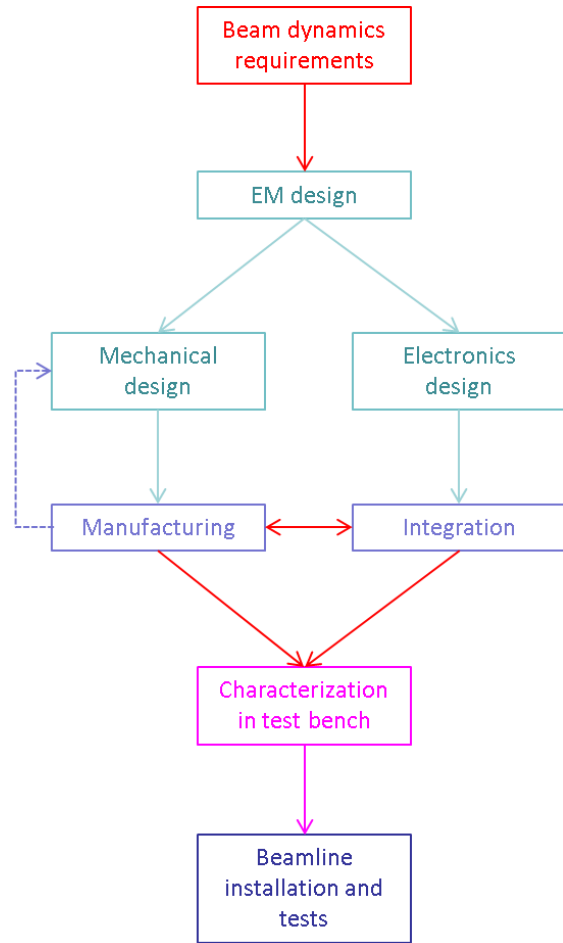 Beam dynamics
requirements
EM design
Mechanical
design
Electronics
design
Manufacturing
Integration
Characterization
in test bench
Beamline
installation and
tests